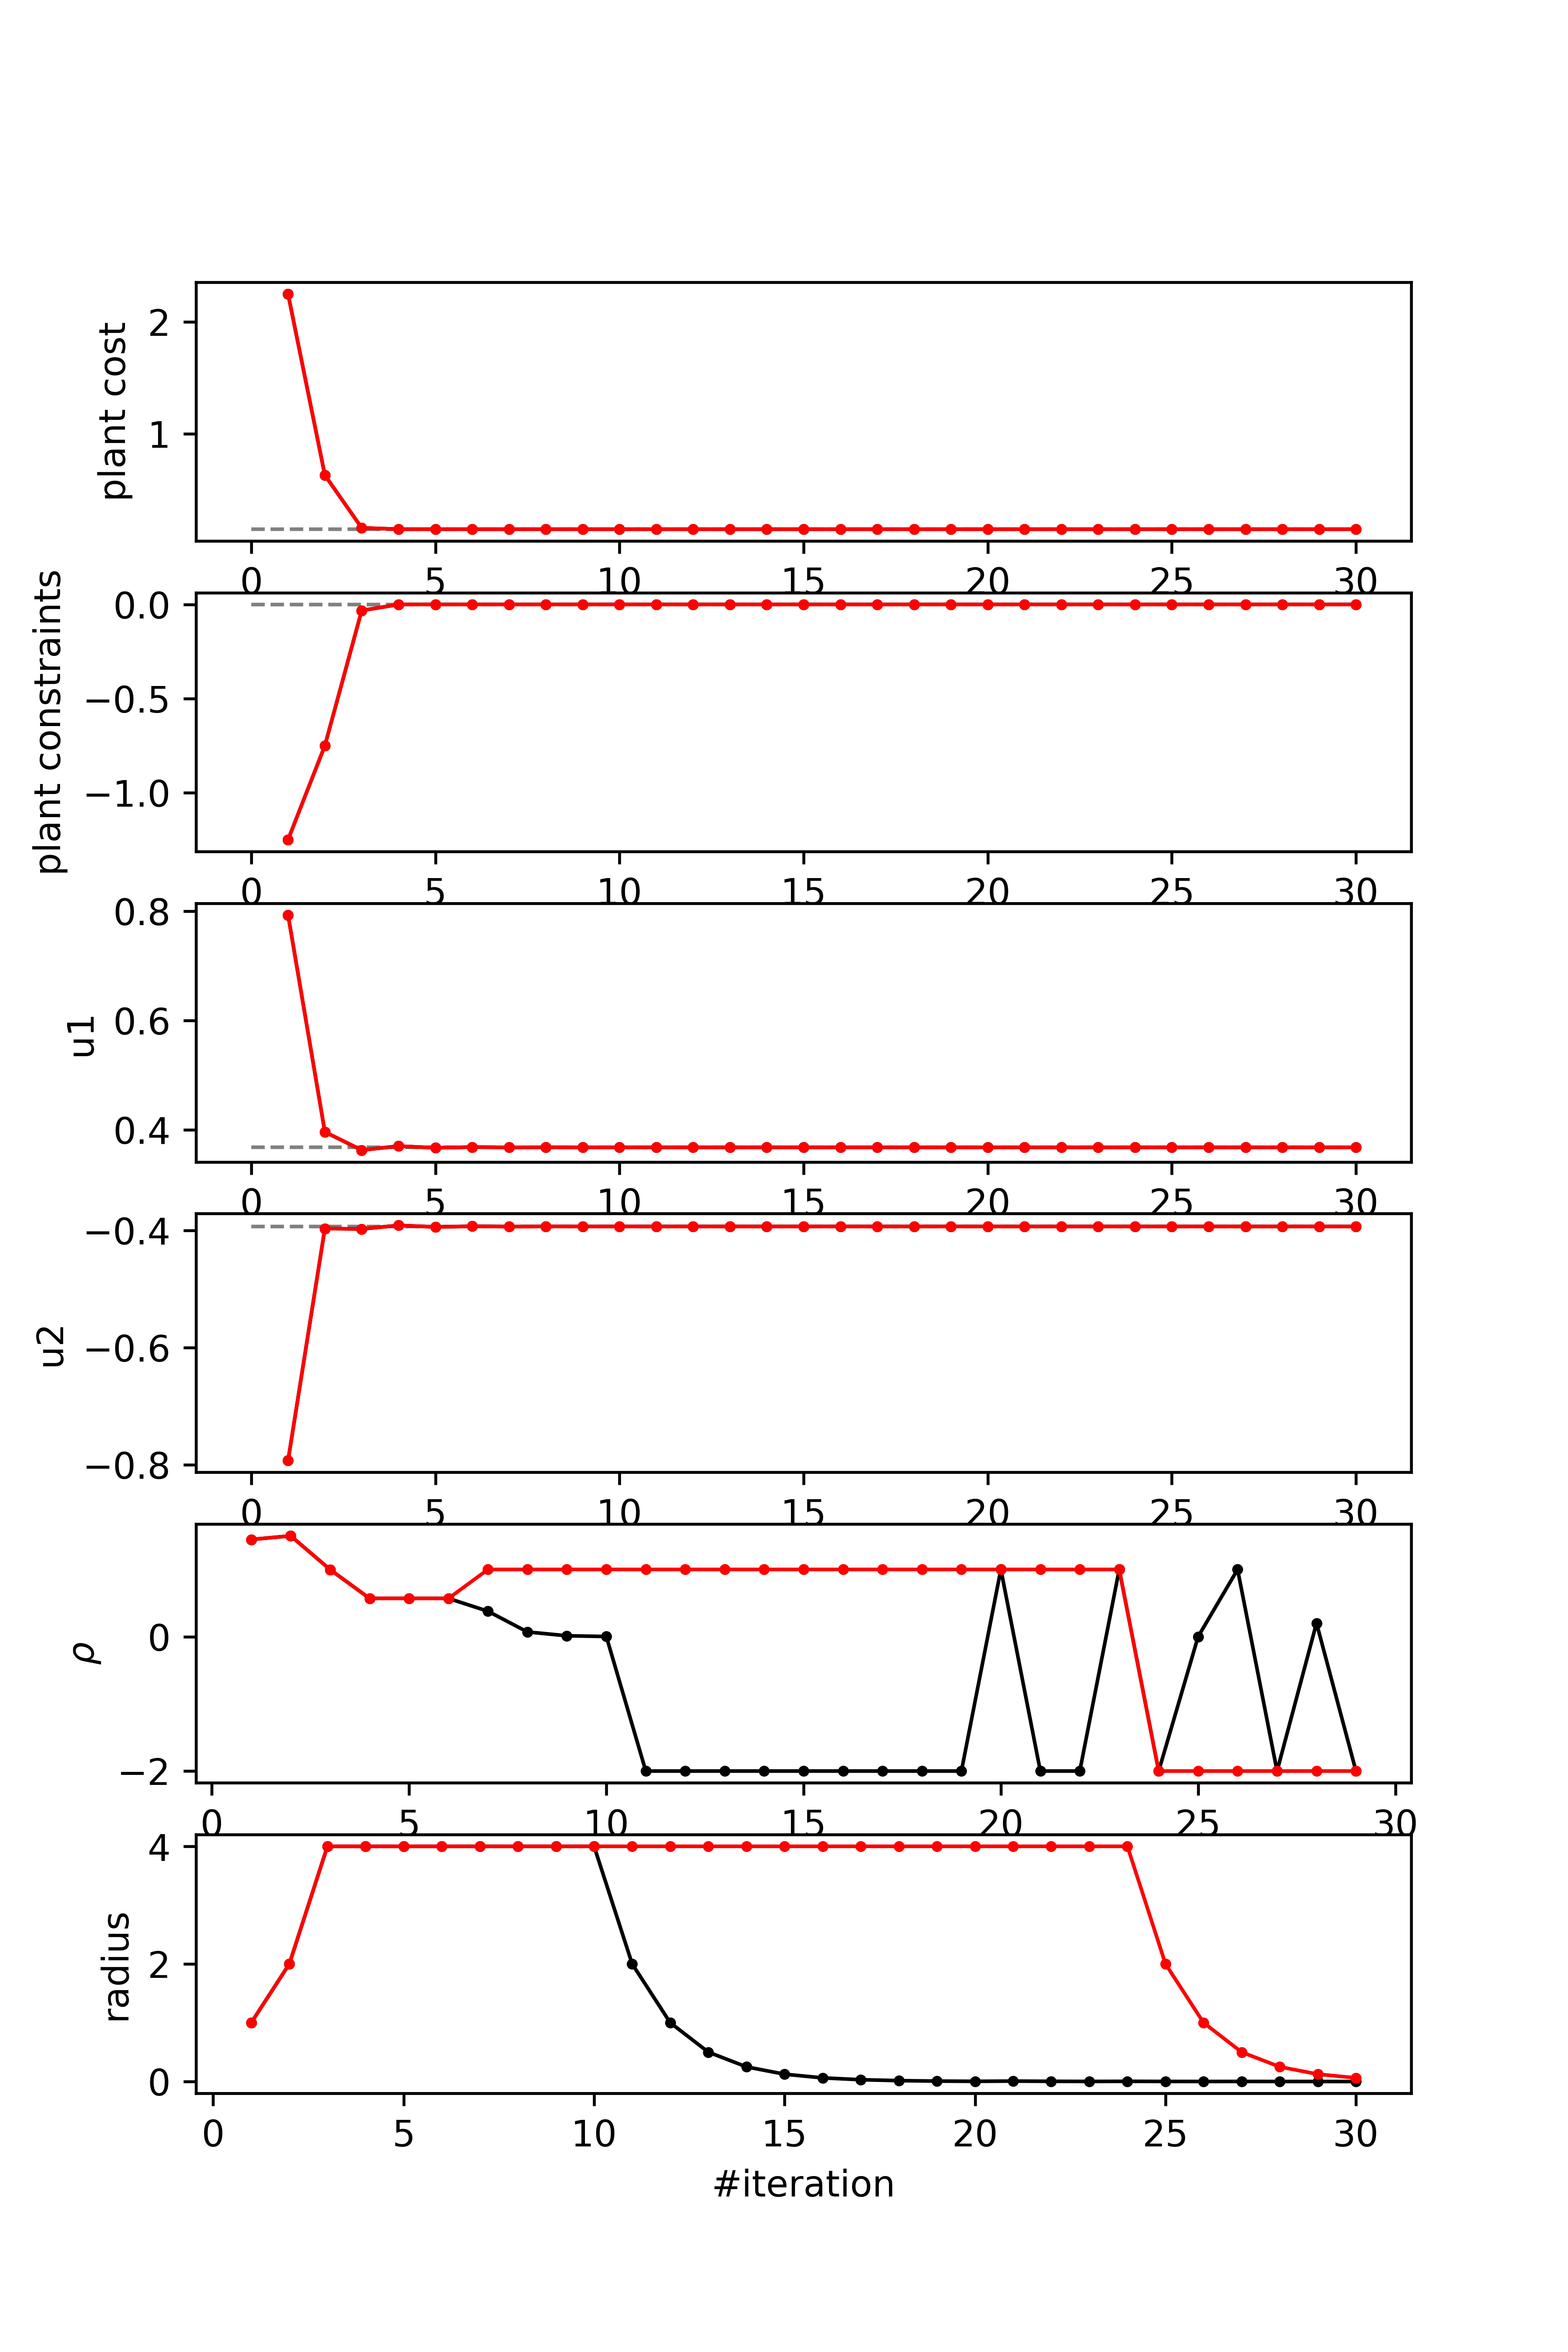 2
1
plant cost
0 5 10 15 20 25 30
0.0
−0.5
−1.0
plant constraints
0 5 10 15 20 25 30
0.8
0.6
0.4
u1
0 5 10 15 20 25 30
−0.4
−0.6
−0.8
u2
0 5 10 15 20 25 30
0
−2
ρ
0 5 10 15 20 25 30
4
2
0
radius
0 5 10 15 20 25 30
#iteration